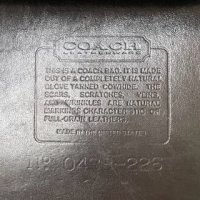 COACH
LEATHERWARE
THIS IS A COACH BAG. IT IS MADE
OUT OF A COMPLETELY NATURAL
GLOVE TANNED COWHIDE. THE
SCARS, SCRATCHES, VEINS,
AND WRINKLES ARE NATURAL
MARKINGS CHARACTERISTIC OF
FULL-GRAIN LEATHER.
MADE IN THE UNITED STATES